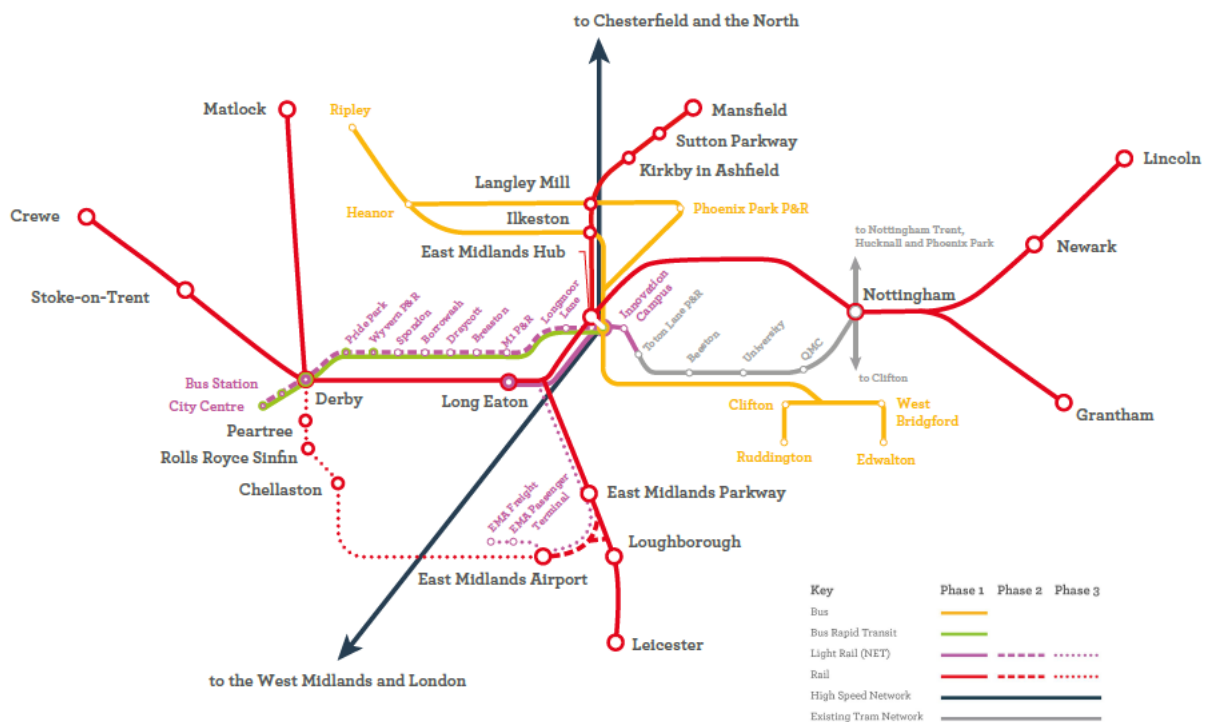 to Chesterfield and the North
Matlock
Ripley
Mansfield
Sutton Parkway
Kirkby in Ashfield
Lincoln
Langley Mill
Crewe
Heanor
Ilkeston
Phoenix Park P&R
East Midlands Hub
to Nottingham Trent,
Hucknall and Phoenix Park
Newark
Stoke-on-Trent
Nottingham
Pride Park
Wyvern P&R
Spondon
Borrowash
Draycott
Breaston
M1 P&R
Longmoor
Lane
Innovation
Campus
Toton Lane P&R
Beeston
University
QMC
to Clifton
Bus Station
City Centre
Derby
Long Eaton
Clifton
West
Bridgford
Grantham
Peartree
Rolls Royce Sinfin
Ruddington
Edwalton
Chellaston
East Midlands Parkway
EMA Freight
EMA Passenger
Terminal
Loughborough
East Midlands Airport
Leicester
to the West Midlands and London
Key Phase 1 Phase 2 Phase 3
Bus
Bus Rapid Transit
Light Rail (NET)
Rail
High Speed Network
Existing Tram Network